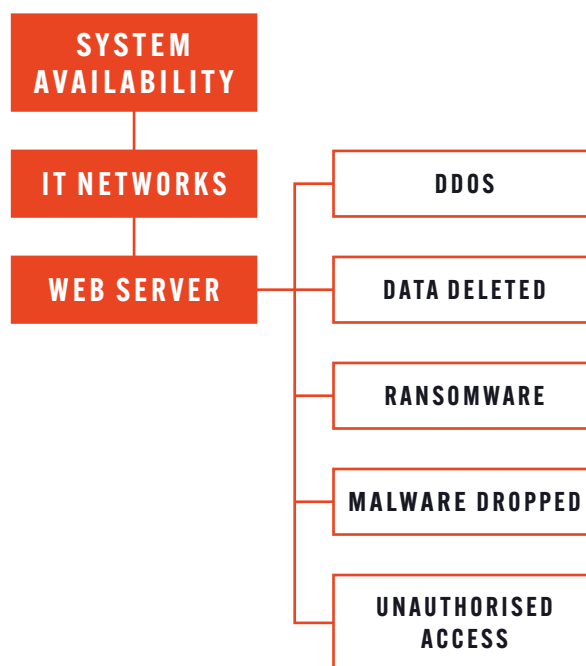 SYSTEM
AVAILABILITY
IT NETWORKS
WEB SERVER
DDOS
DATA DELETED
RANSOMWARE
MALWARE DROPPED
UNAUTHORISED
ACCESS